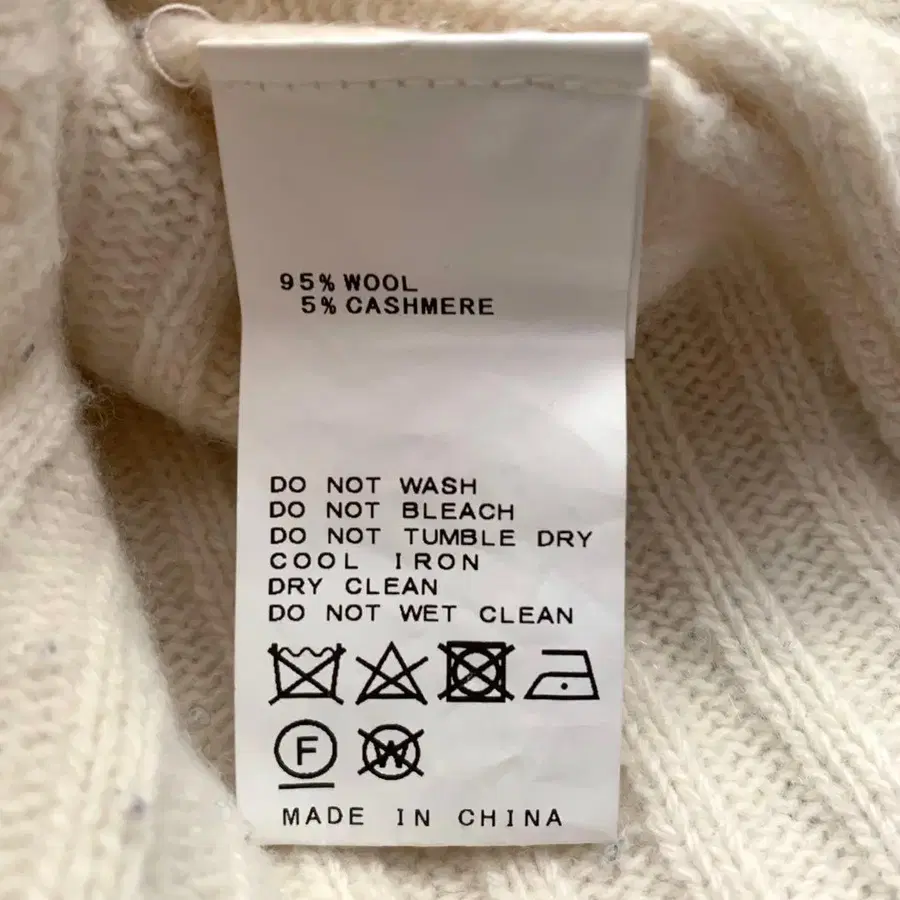 95% WOOL
5% CASHMERE
DO NOT WASH
DO NOT BLEACH
DO NOT TUMBLE DRY
COOL IRON
DRY CLEAN
DO NOT WET CLEAN
F W
MADE IN CHINA